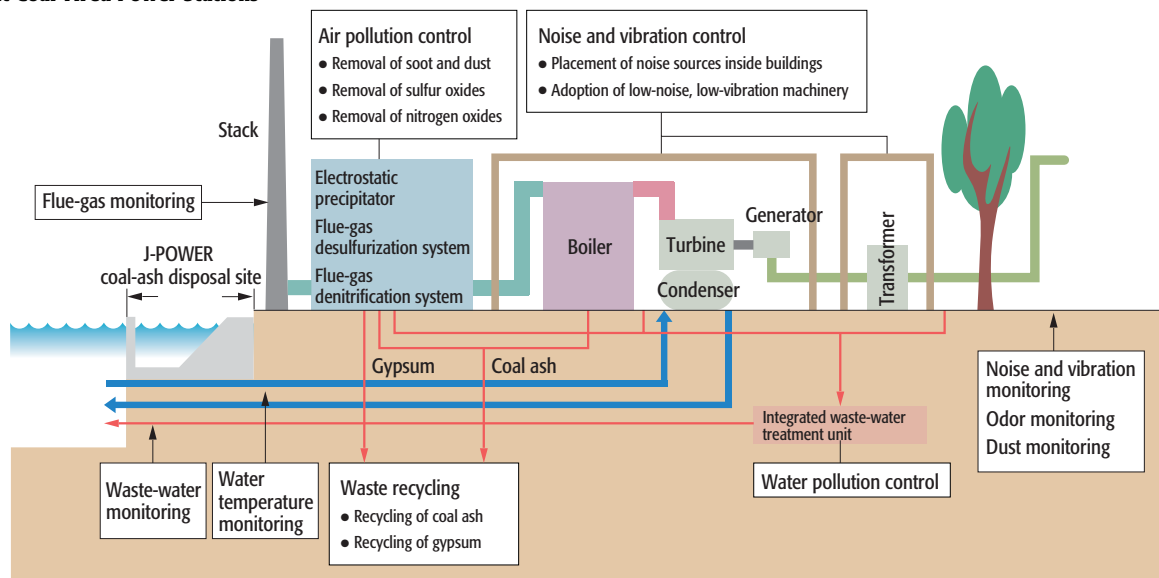 Air pollution control
● Removal of soot and dust
● Removal of sulfur oxides
● Removal of nitrogen oxides
Noise and vibration control
● Placement of noise sources inside buildings
● Adoption of low-noise, low-vibration machinery
Stack
Flue-gas monitoring
J-POWER
coal-ash disposal site
Electrostatic
precipitator
Flue-gas
desulfurization system
Flue-gas
denitrification system
Boiler
Turbine
Generator
Condenser
Transformer
Gypsum
Coal ash
Integrated waste-water
treatment unit
Water pollution control
Noise and vibration
monitoring
Odor monitoring
Dust monitoring
Waste-water
monitoring
Water
temperature
monitoring
Waste recycling
● Recycling of coal ash
● Recycling of gypsum